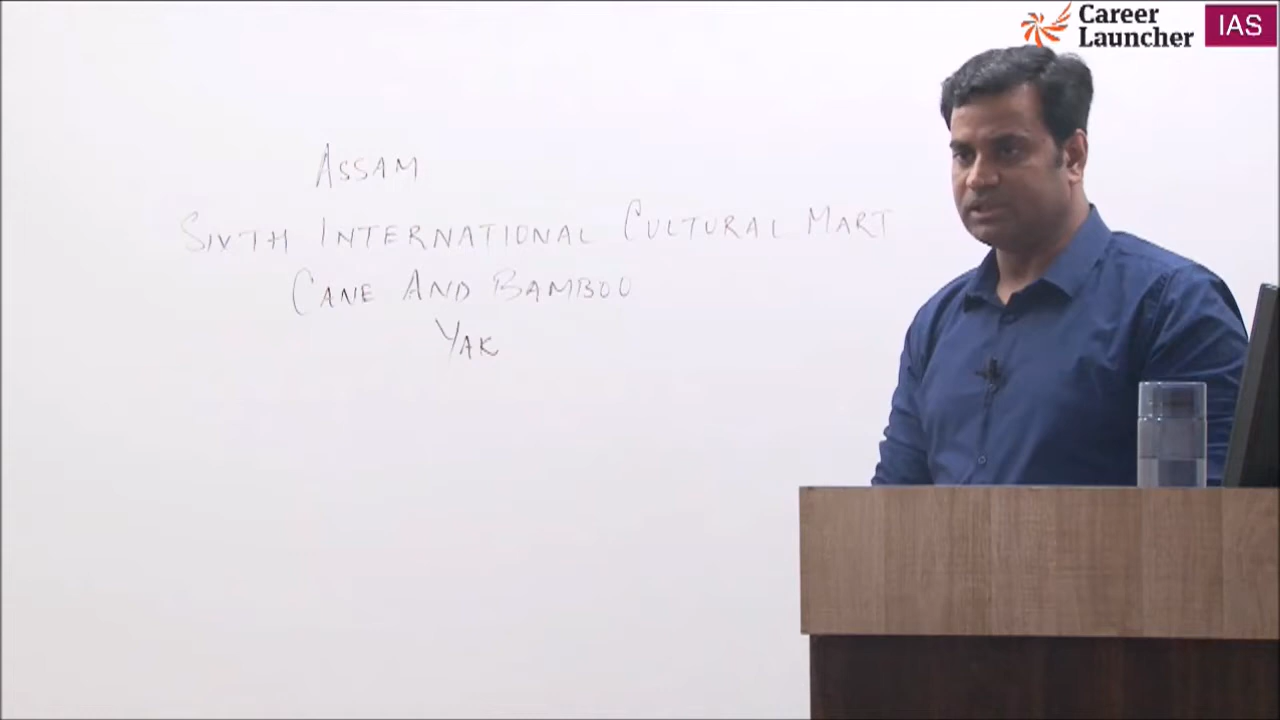 Career
Launcher
IAS
ASSAM
SIXTH INTERNATIONAL CULTURAL MART
CANE AND BAMBOO
YAK